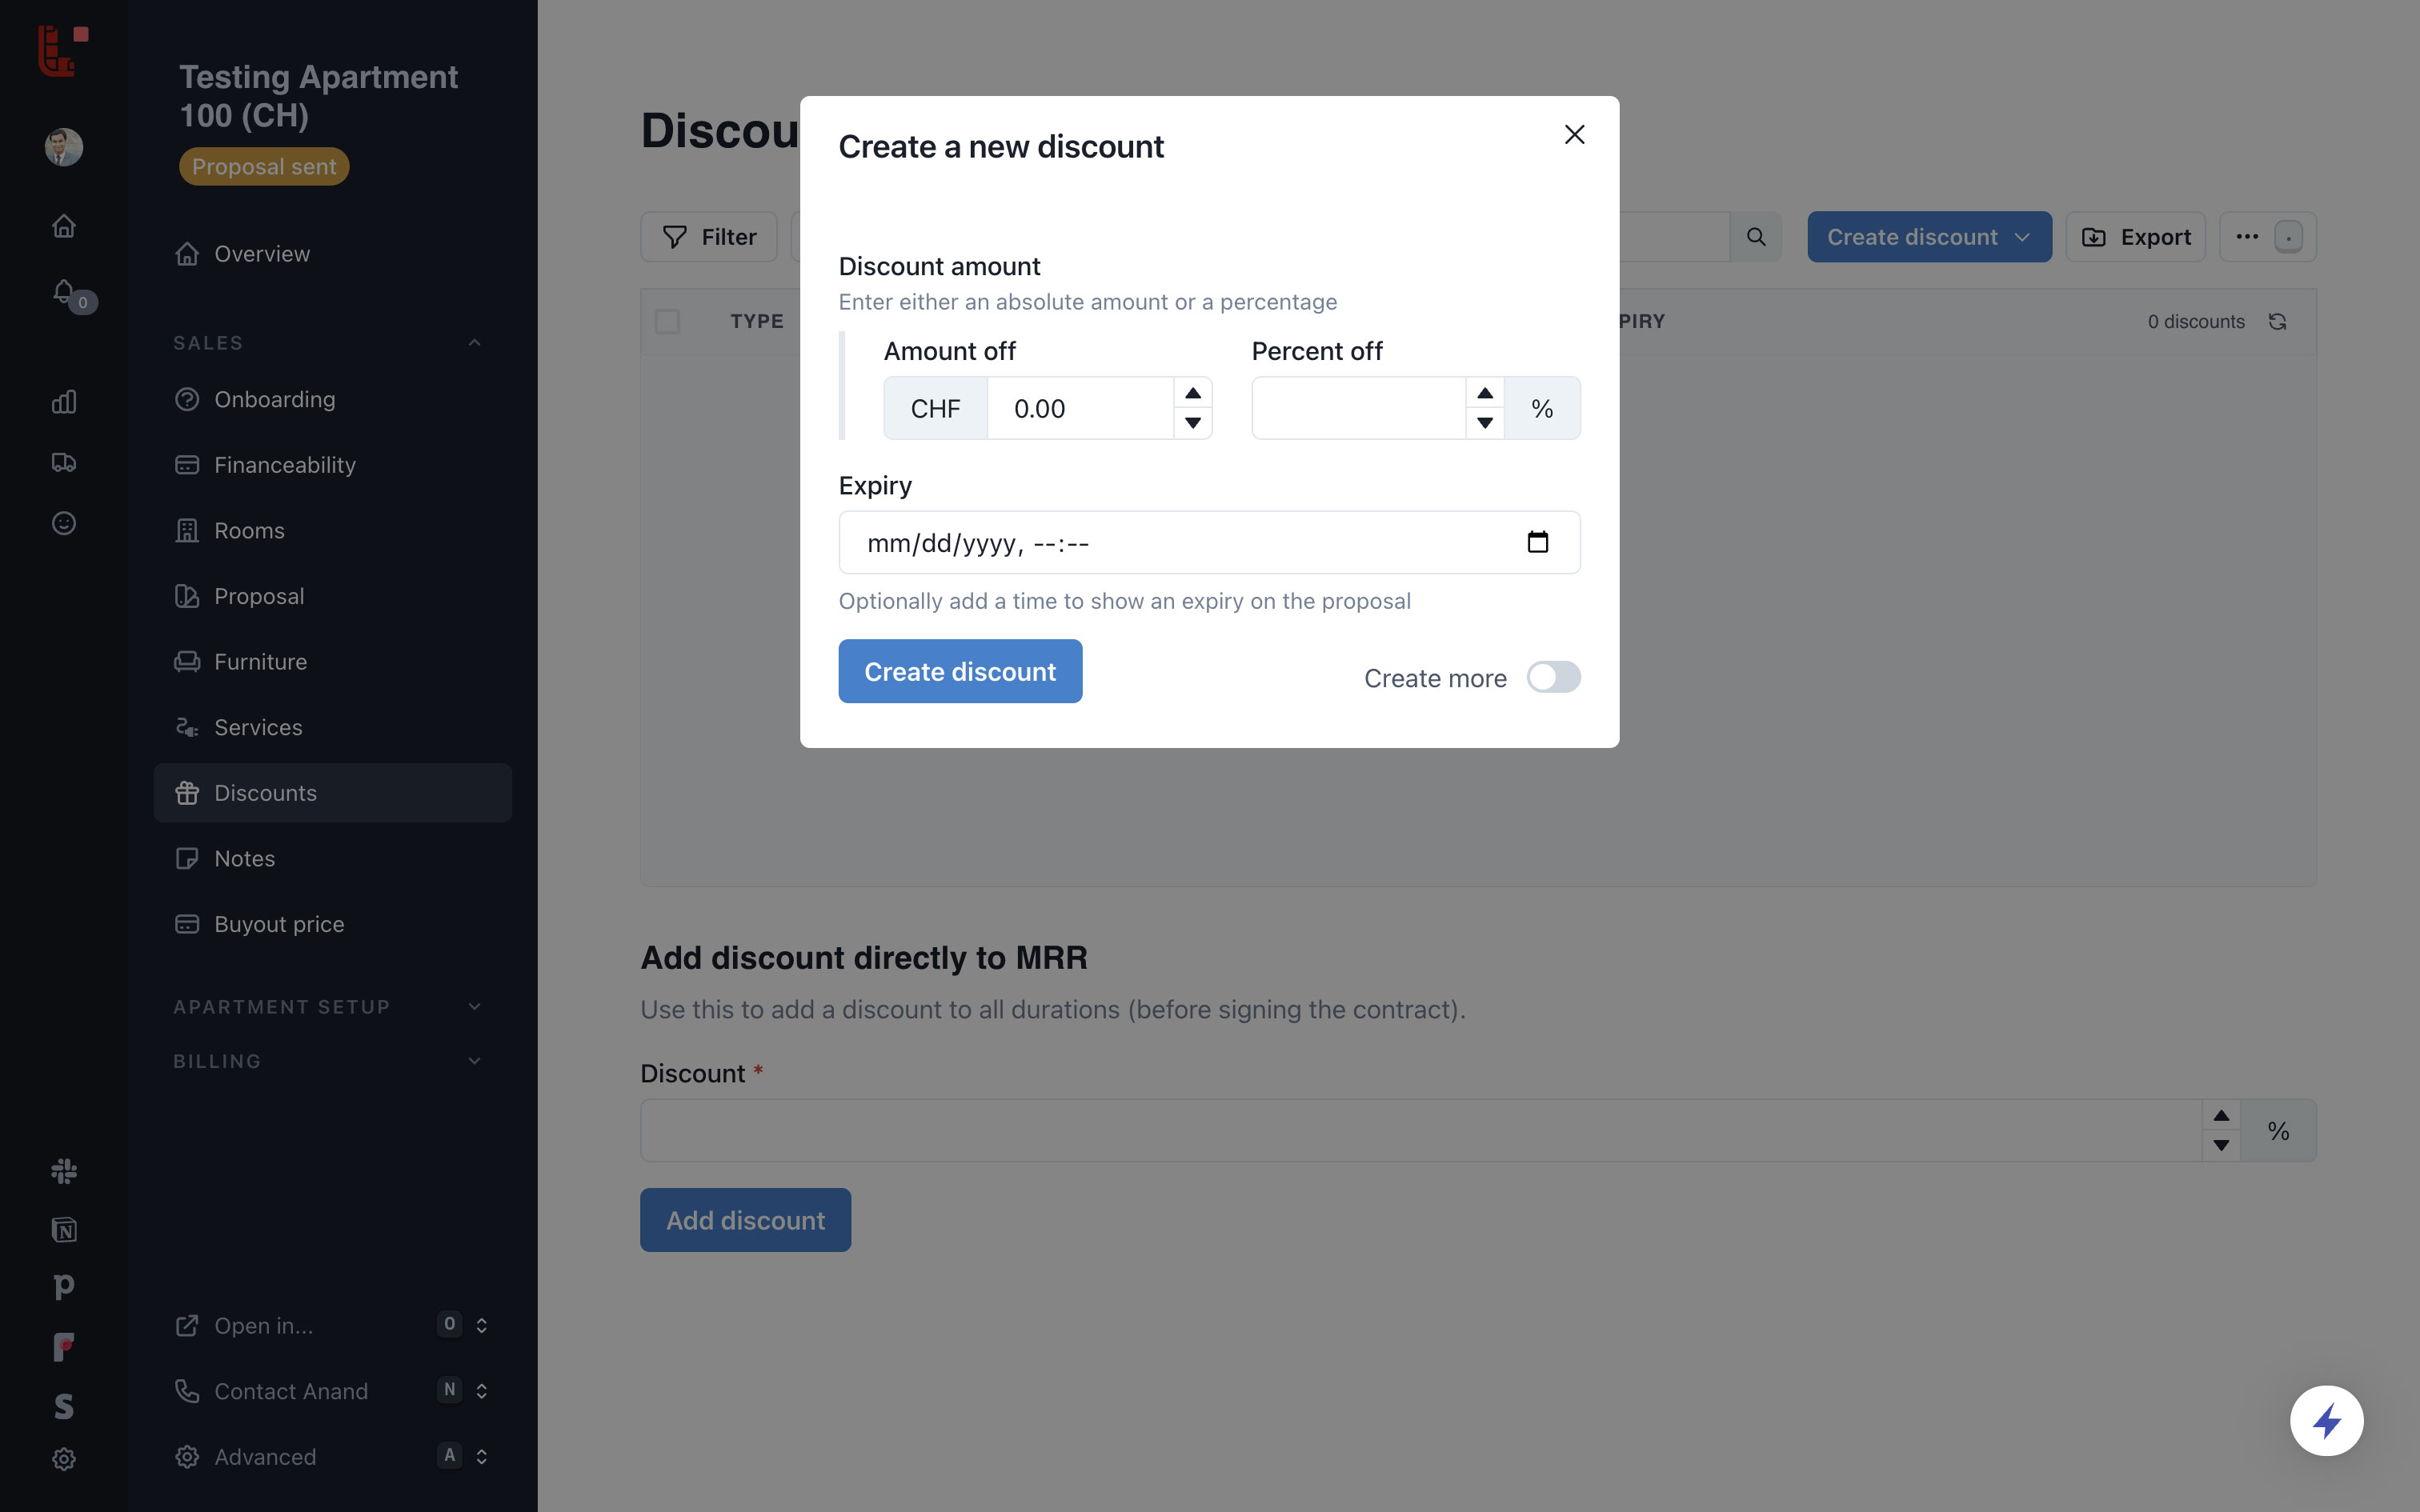 Testing Apartment
100 (CH)
Proposal sent
Overview
0
SALES
Onboarding
Financeability
Rooms
Proposal
Furniture
Services
Discounts
Notes
Buyout price
APARTMENT SETUP
BILLING
Open in... O
Contact Anand N
Advanced A
Discou
Filter
Create discount
Export
TYPE
PIRY
0 discounts
Create a new discount
Discount amount
Enter either an absolute amount or a percentage
Amount off Percent off
CHF 0.00 %
Expiry
mm/dd/yyyy, --:--
Optionally add a time to show an expiry on the proposal
Create discount
Create more
Add discount directly to MRR
Use this to add a discount to all durations (before signing the contract).
Discount *
%
Add discount